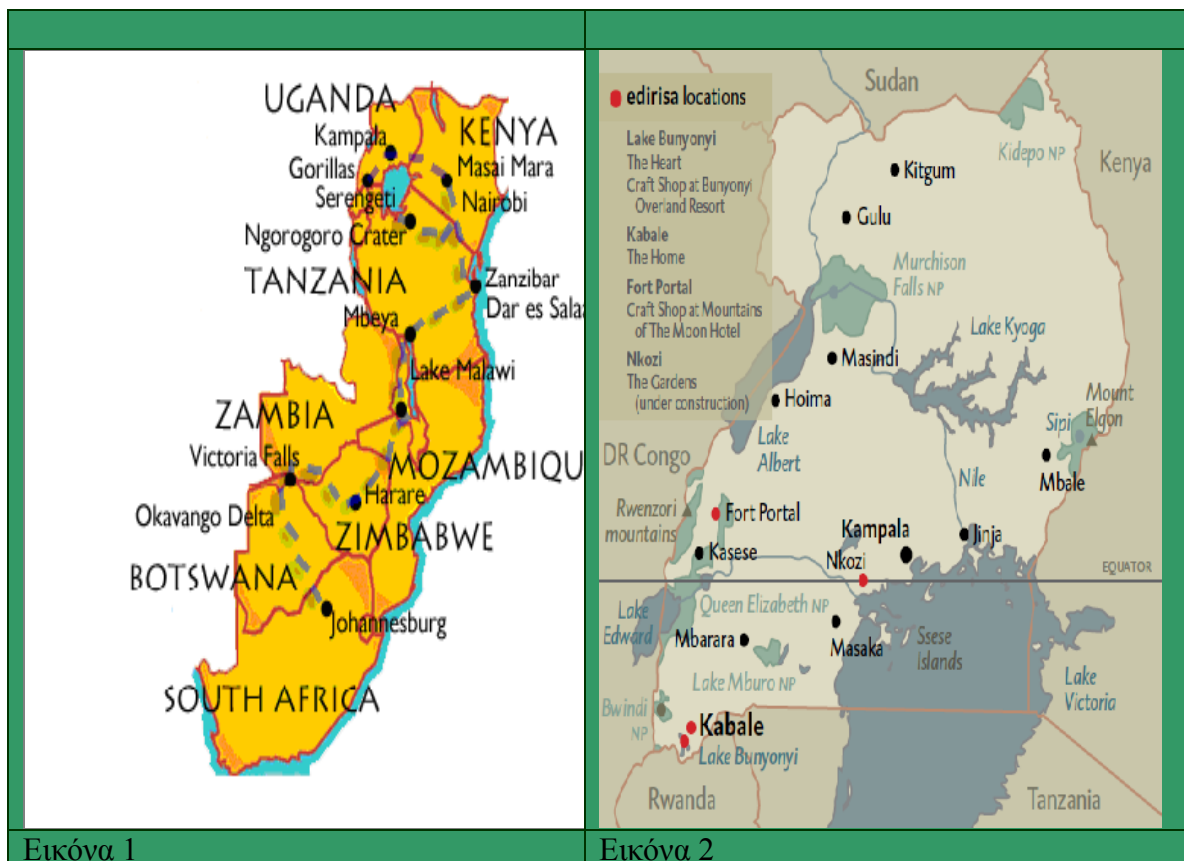 UGANDA
Kampala
KENYA
Gorillas
Masai Mara
Serengeti
Nairobi
Ngorogoro Crater
TANZANIA
Zanzibar
Dar es Salaa
Mbeya
Lake Malawi
ZAMBIA
Victoria Falls
MOZAMBIQU
Harare
Okavango Delta
ZIMBABWE
BOTSWANA
Johannesburg
SOUTH AFRICA
Εικόνα 1
Sudan
edirisa locations
Lake Bunyonyi
The Heart
Craft Shop at Bunyonyi
Overland Resort
Kabale
The Home
Fort Portal
Craft Shop at Mountains
of The Moon Hotel
Nkozi
The Gardens
(under construction)
Kidepo NP
Kenya
Kitgum
Gulu
Murchison
Falls NP
Lake Kyoga
Masindi
Hoima
Mount
Elgon
Sipi
Lake
Albert
DR Congo
Mbale
Nile
Rwenzori
mountains
Fort Portal
Kampala
Jinja
Kasese
Nkozi
EQUATOR
Lake
Edward
Queen Elizabeth NP
Mbarara
Masaka
Ssese
Islands
Lake Mburo NP
Lake
Victoria
Bwindi
NP
Kabale
Lake Bunyonyi
Rwanda
Tanzania
Εικόνα 2